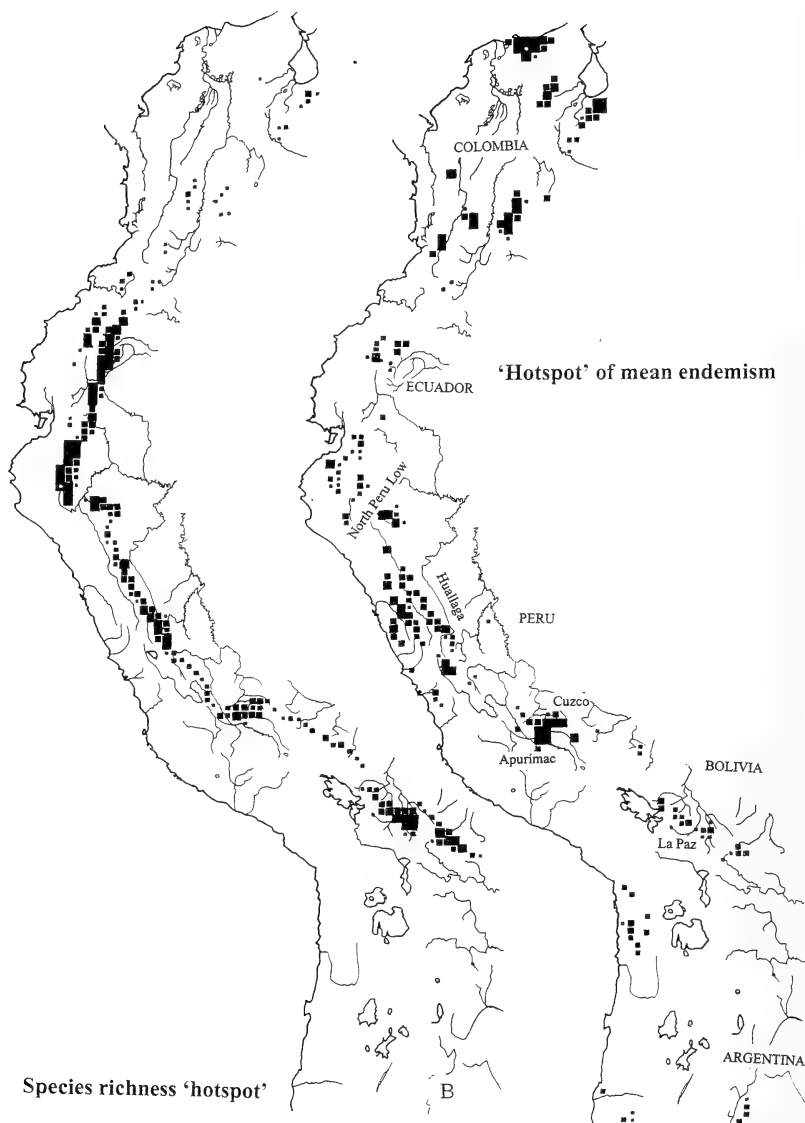 COLOMBIA
'Hotspot' of mean endemism
ECUADOR
North Peru Low
Huallaga
PERU
Cuzco
Apurímac
BOLIVIA
La Paz
ARGENTINA
Species richness 'hotspot'
B